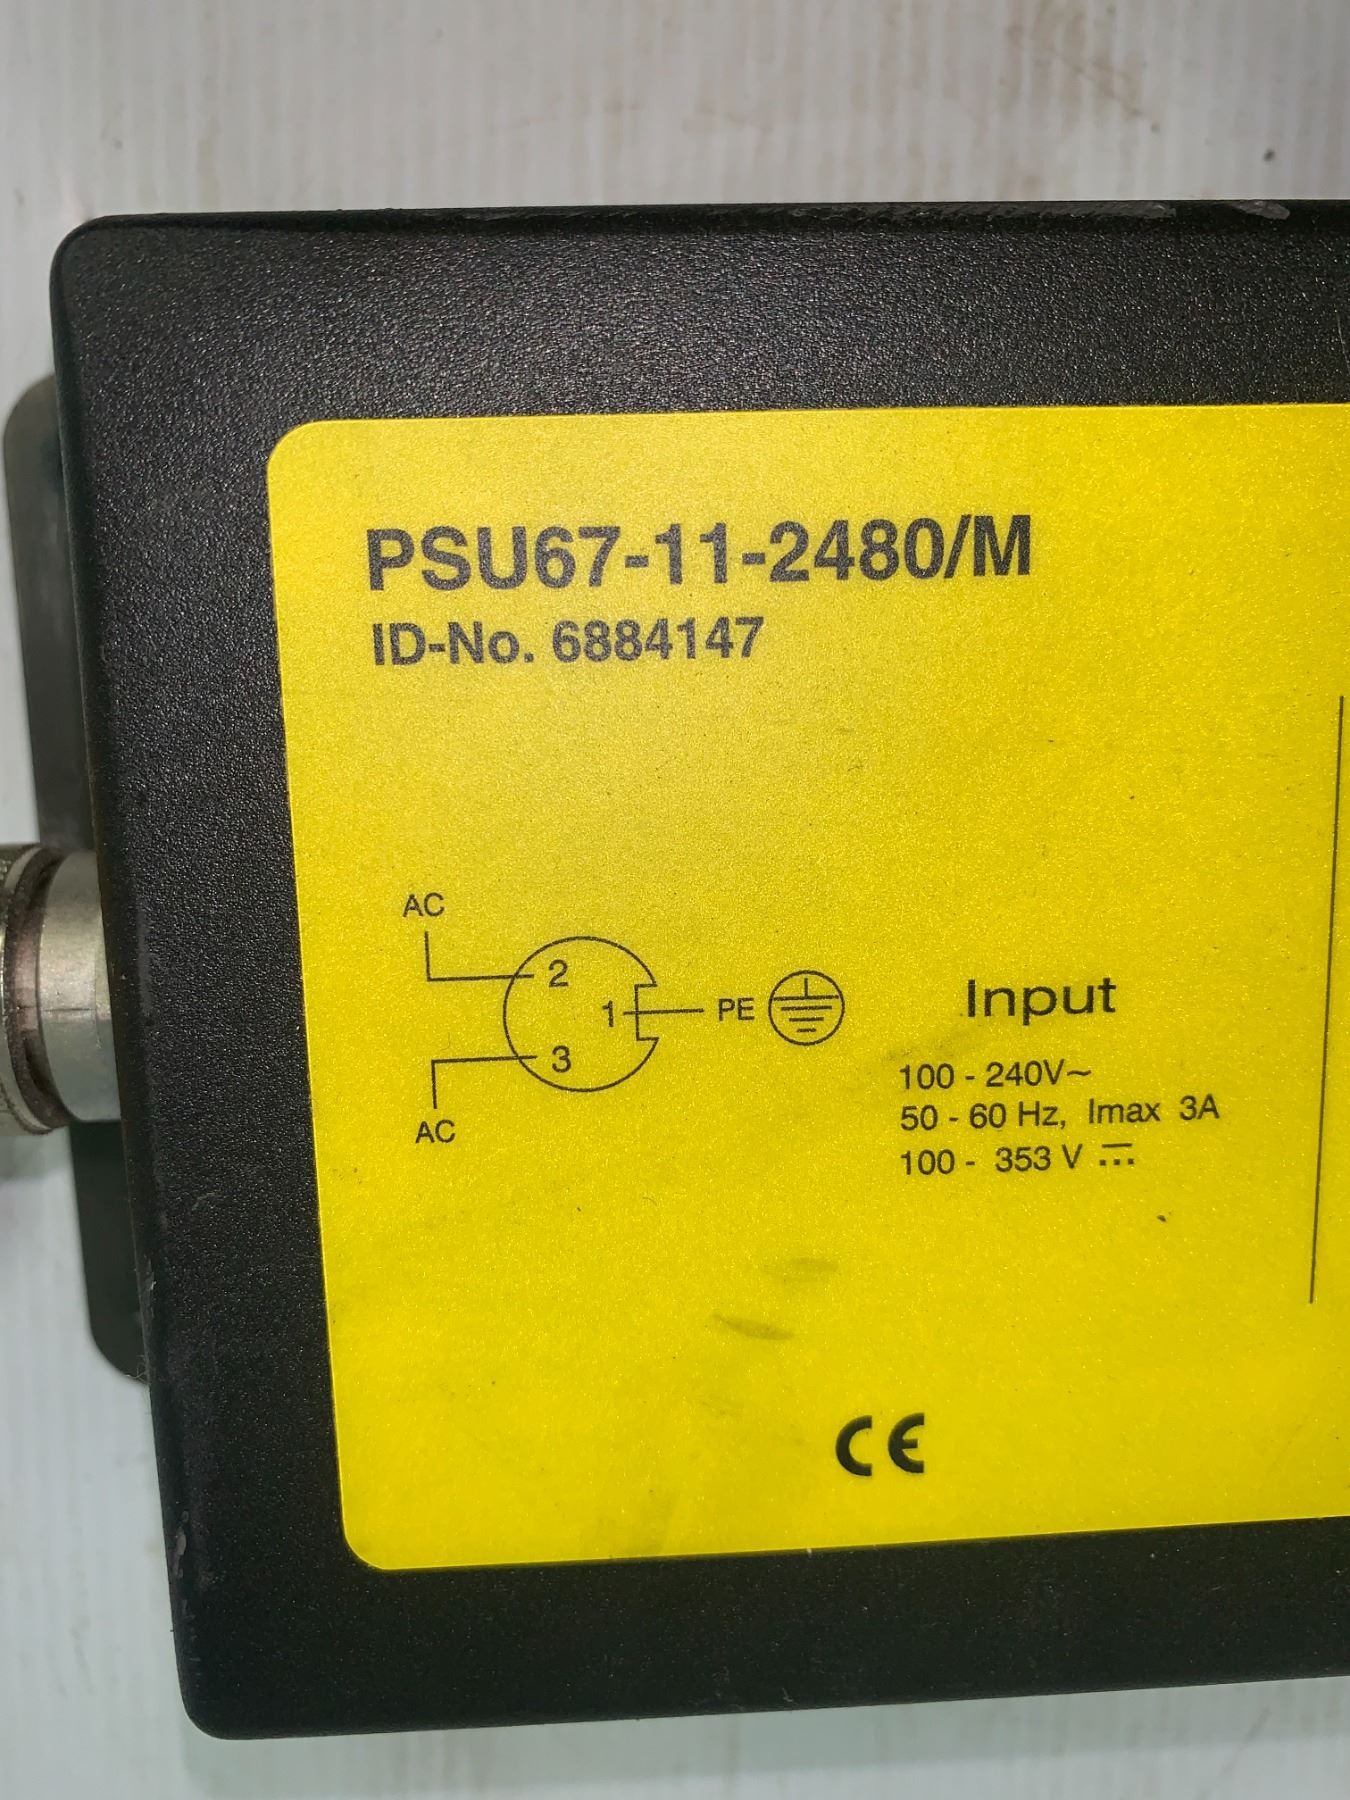 PSU67-11-2480/M
ID-No. 6884147
AC
2
1
PE
3
AC
Input
100 - 240V~
50 - 60 Hz, Imax 3A
100 - 353 V ⎓
CE